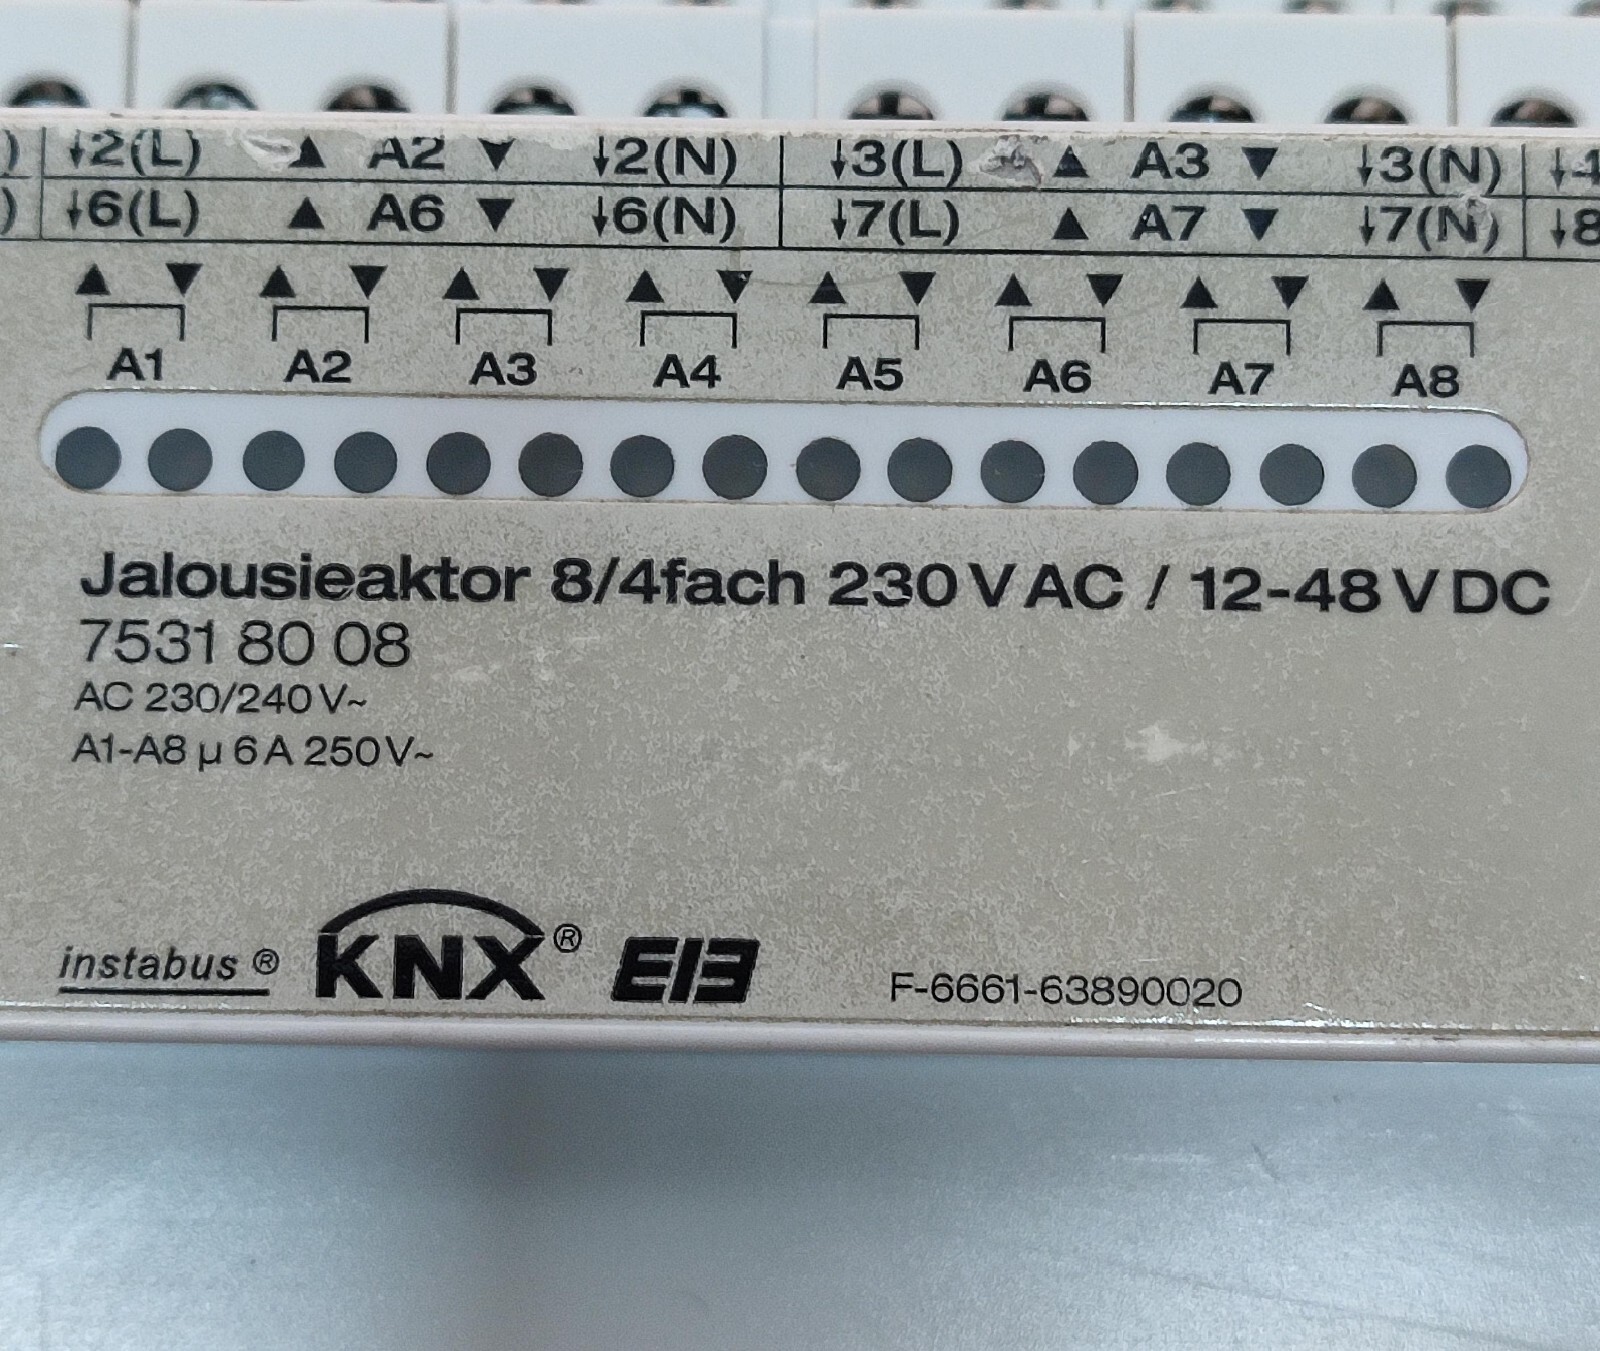 ) ↓2(L) ▲ A2 ▼ ↓2(N) ↓3(L) ▲ A3 ▼ ↓3(N) ↓4
) ↓6(L) ▲ A6 ▼ ↓6(N) ↓7(L) ▲ A7 ▼ ↓7(N) ↓8
▲ ▼ ▲ ▼ ▲ ▼ ▲ ▼ ▲ ▼ ▲ ▼ ▲ ▼ ▲ ▼
A1 A2 A3 A4 A5 A6 A7 A8
Jalousieaktor 8/4fach 230 V AC / 12-48 V DC
7531 80 08
AC 230/240 V~
A1-A8 µ 6 A 250 V~
instabus ® KNX ® EIB F-6661-63890020